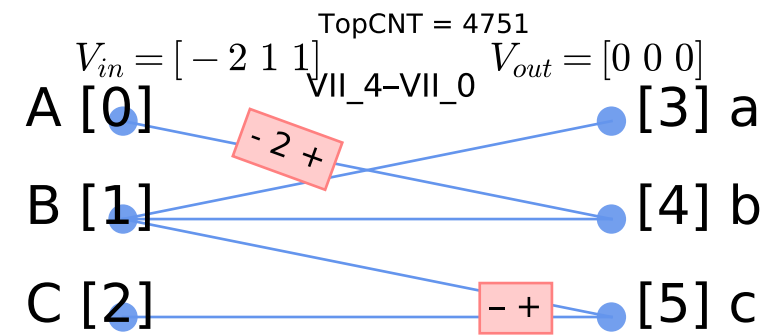 TopCNT = 4751
V_in = [ − 2 1 1] V_out = [0 0 0]
VII_4–VII_0
A [0] [3] a
- 2 +
B [1] [4] b
C [2] – + [5] c